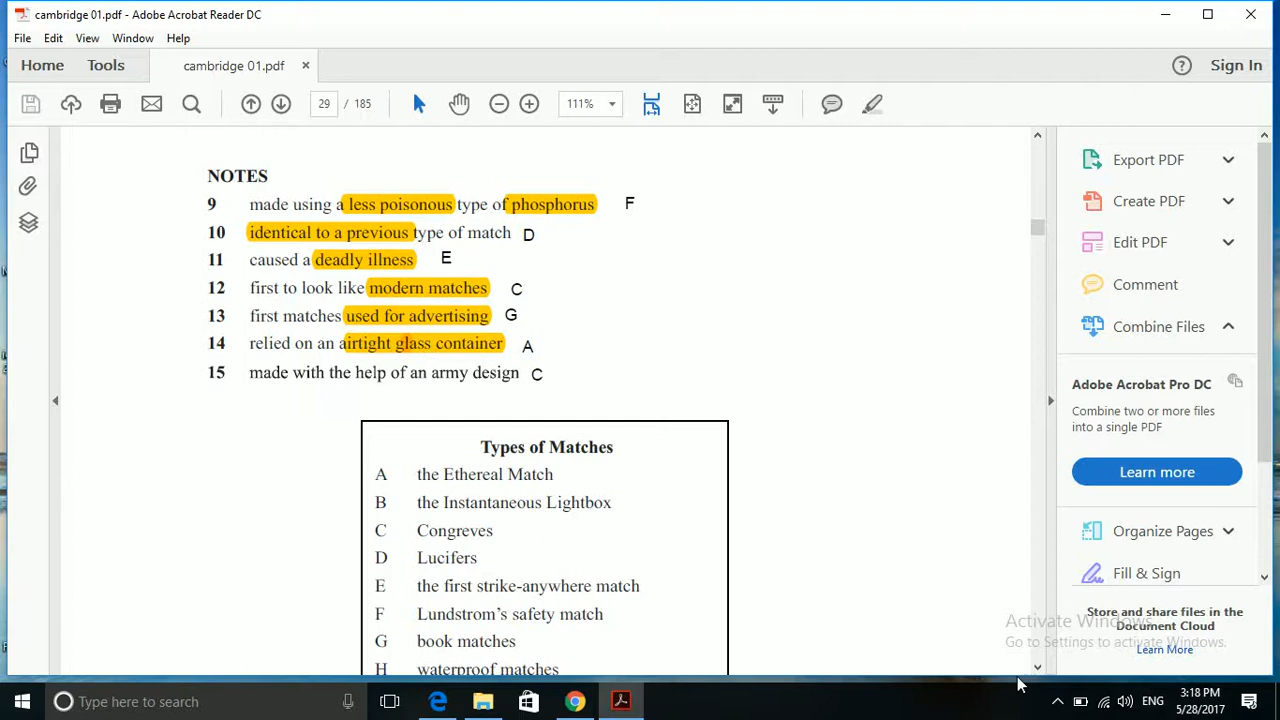 cambridge 01.pdf - Adobe Acrobat Reader DC
File Edit View Window Help
Home Tools cambridge 01.pdf × ? Sign In
29 / 185 111%
NOTES
9 made using a less poisonous type of phosphorus F
10 identical to a previous type of match D
11 caused a deadly illness E
12 first to look like modern matches C
13 first matches used for advertising G
14 relied on an airtight glass container A
15 made with the help of an army design C
Types of Matches
A the Ethereal Match
B the Instantaneous Lightbox
C Congreves
D Lucifers
E the first strike-anywhere match
F Lundstrom's safety match
G book matches
H waterproof matches
Export PDF
Create PDF
Edit PDF
Comment
Combine Files
Adobe Acrobat Pro DC
Combine two or more files
into a single PDF
Learn more
Organize Pages
Fill & Sign
Store and share files in the
Document Cloud
Learn More
Activate Windows
Go to Settings to activate Windows.
Type here to search
ENG
3:18 PM
5/28/2017